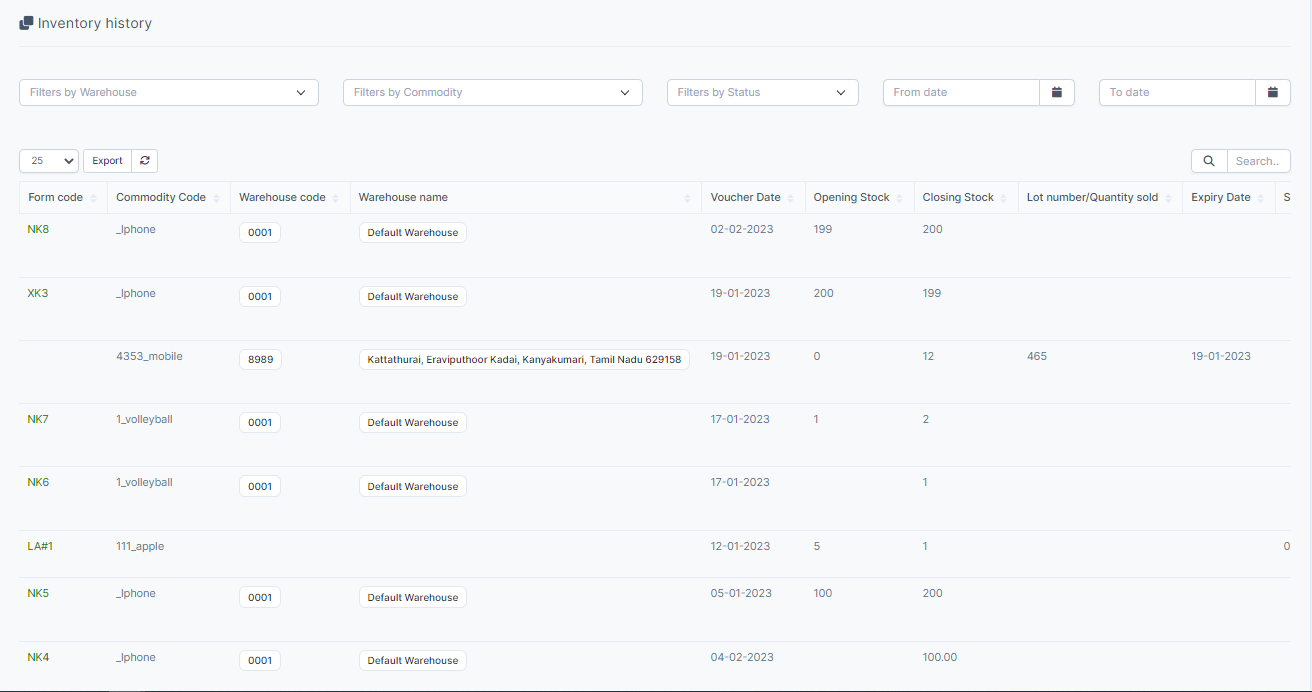 Inventory history
Filters by Warehouse Filters by Commodity Filters by Status From date To date
25 Export Search..
Form code Commodity Code Warehouse code Warehouse name Voucher Date Opening Stock Closing Stock Lot number/Quantity sold Expiry Date S
NK8 _Iphone 0001 Default Warehouse 02-02-2023 199 200
XK3 _Iphone 0001 Default Warehouse 19-01-2023 200 199
4353_mobile 8989 Kattathurai, Eraviputhoor Kadai, Kanyakumari, Tamil Nadu 629158 19-01-2023 0 12 465 19-01-2023
NK7 1_volleyball 0001 Default Warehouse 17-01-2023 1 2
NK6 1_volleyball 0001 Default Warehouse 17-01-2023 1
LA#1 111_apple 12-01-2023 5 1 0
NK5 _Iphone 0001 Default Warehouse 05-01-2023 100 200
NK4 _Iphone 0001 Default Warehouse 04-02-2023 100.00